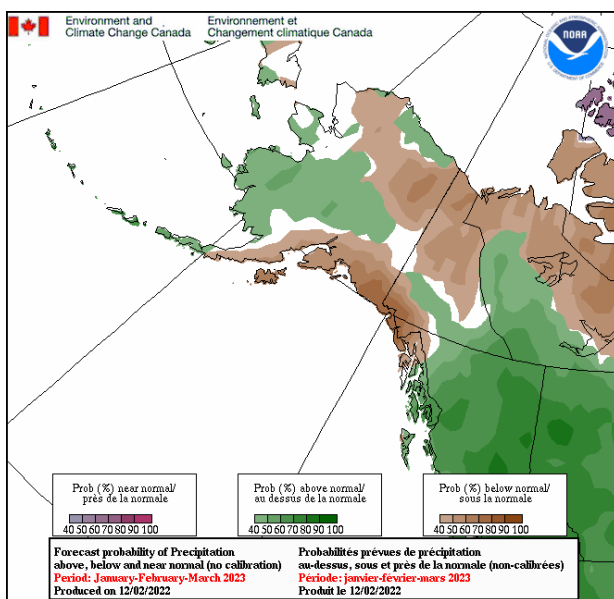 Environment and
Climate Change Canada
Environnement et
Changement climatique Canada
NOAA
Prob (%) near normal/
près de la normale
40 50 60 70 80 90 100
Prob (%) above normal/
au dessus de la normale
40 50 60 70 80 90 100
Prob (%) below normal/
sous la normale
40 50 60 70 80 90 100
Forecast probability of Precipitation
above, below and near normal (no calibration)
Period: January-February-March 2023
Produced on 12/02/2022
Probabilités prévues de précipitation
au-dessus, sous et près de la normale (non-calibrées)
Période: janvier-février-mars 2023
Produit le 12/02/2022